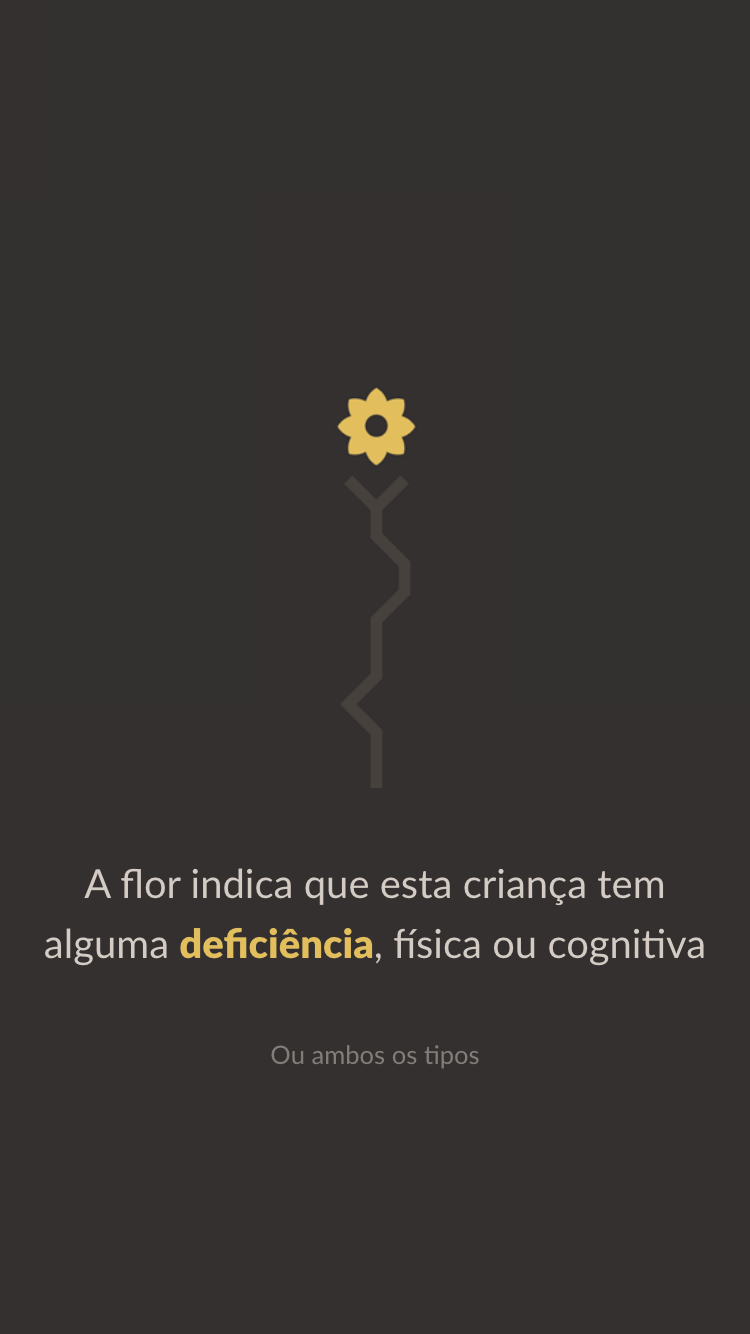 A flor indica que esta criança tem
alguma deficiência, física ou cognitiva
Ou ambos os tipos